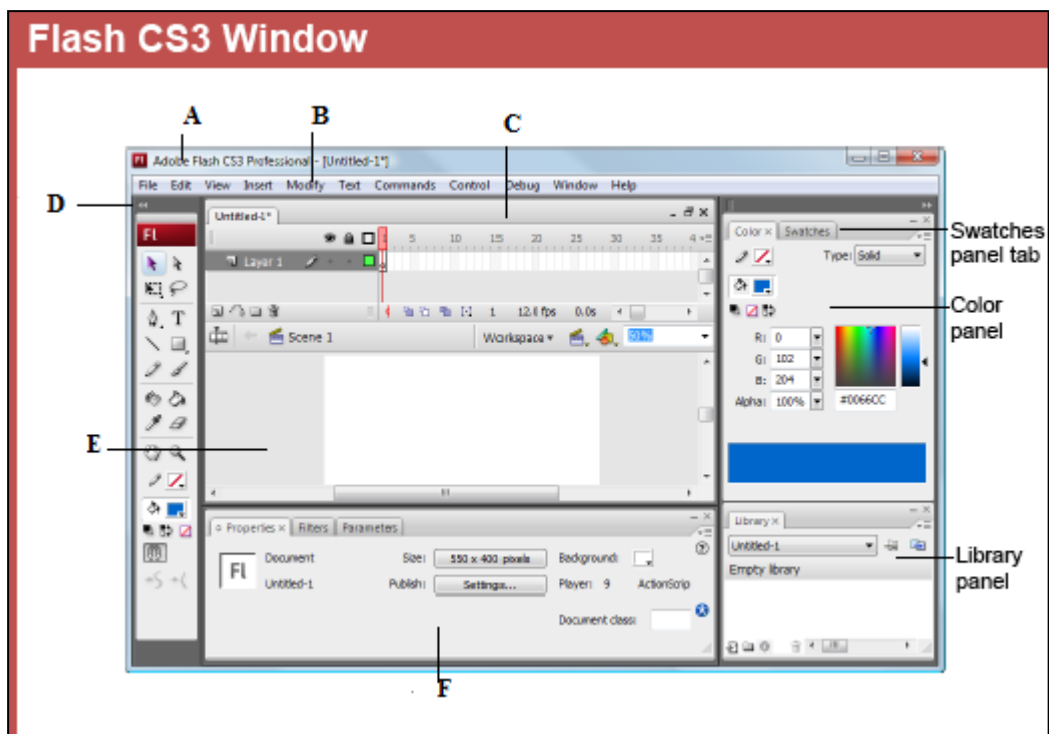 Flash CS3 Window
A
B
C
Adobe Flash CS3 Professional - [Untitled-1*]
File Edit View Insert Modify Text Commands Control Debug Window Help
D
Untitled-1*
Fl
1 5 10 15 20 25 30 35 4
Layer 1
1 12.0 fps 0.0s
Scene 1
Workspace
50%
T
Color × Swatches
Type: Solid
R: 0
G: 102
B: 204
Alpha: 100%
#0066CC
Swatches
panel tab
Color
panel
E
Properties × Filters Parameters
Fl
Document
Untitled-1
Size: 550 x 400 pixels
Background:
Publish: Settings...
Player: 9 ActionScrip
Document class:
F
Library ×
Untitled-1
Empty library
Library
panel